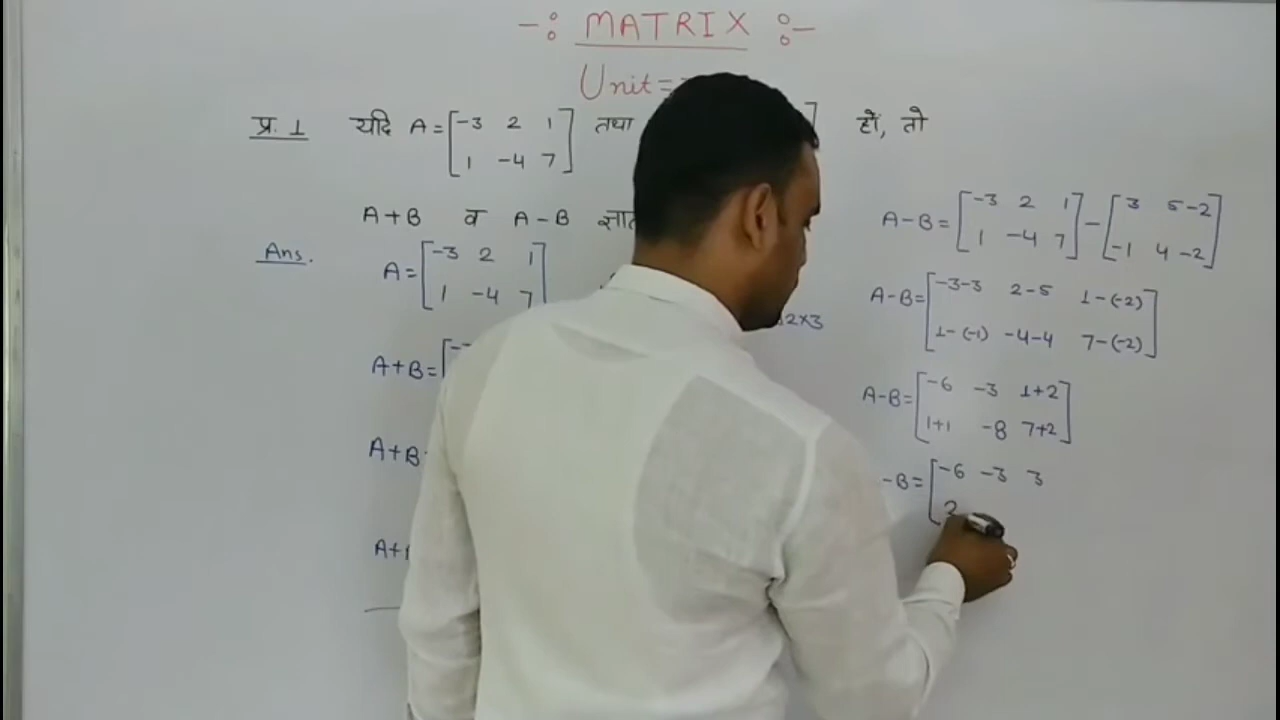 -: MATRIX :-
Unit=
प्र. 1 यदि A = [ -3 2 1 तथा ] हों, तो
1 -4 7 ]
A+B व A-B
Ans. A = [ -3 2 1
1 -4 7 ]
2×3
A+B = [
A+B
A+
A-B = [ -3 2 1 ] - [ 3 5 -2 ]
1 -4 7 -1 4 -2
A-B = [ -3-3 2-5 1-(-2) ]
1-(-1) -4-4 7-(-2)
A-B = [ -6 -3 1+2 ]
1+1 -8 7+2
-B = [ -6 -3 3
2